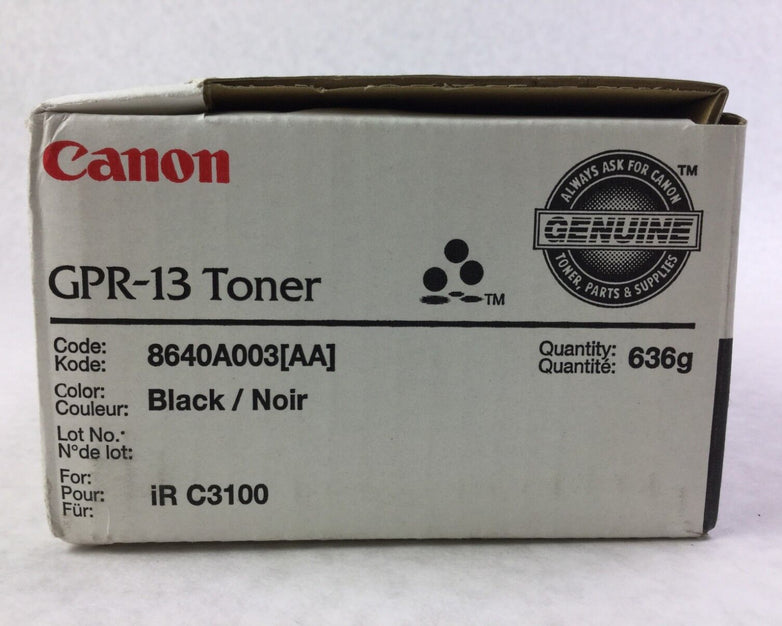 Canon
ALWAYS ASK FOR CANON
TM
GENUINE
TONER, PARTS & SUPPLIES
GPR-13 Toner
TM
Code:
Kode:
8640A003[AA]
Quantity:
Quantité:
636g
Color:
Couleur:
Black / Noir
Lot No.:
N°de lot:
For:
Pour:
Für:
iR C3100